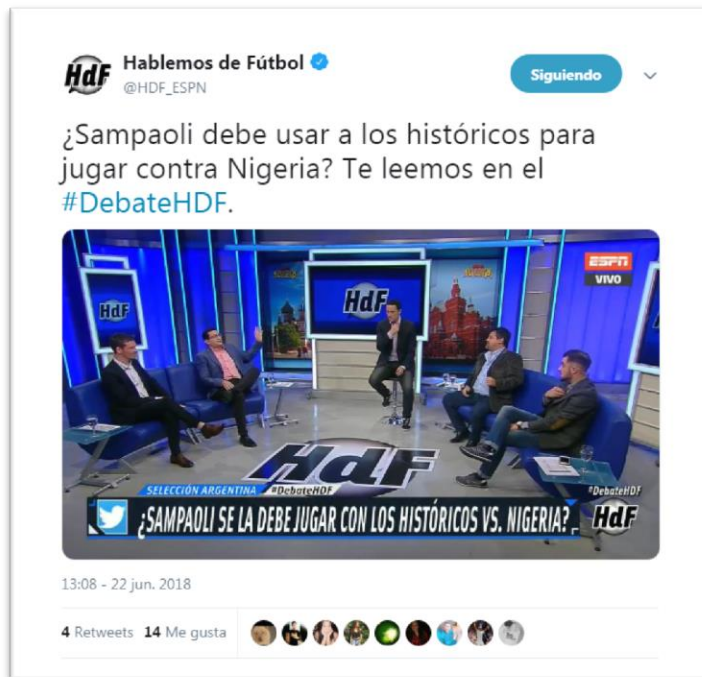 HdF
Hablemos de Fútbol
@HDF_ESPN
Siguiendo
¿Sampaoli debe usar a los históricos para
jugar contra Nigeria? Te leemos en el
#DebateHDF.
ESPN
VIVO
HdF
HdF
HdF
SELECCIÓN ARGENTINA #DebateHDF
#DebateHDF
¿SAMPAOLI SE LA DEBE JUGAR CON LOS HISTÓRICOS VS. NIGERIA?
HdF
13:08 - 22 jun. 2018
4 Retweets 14 Me gusta